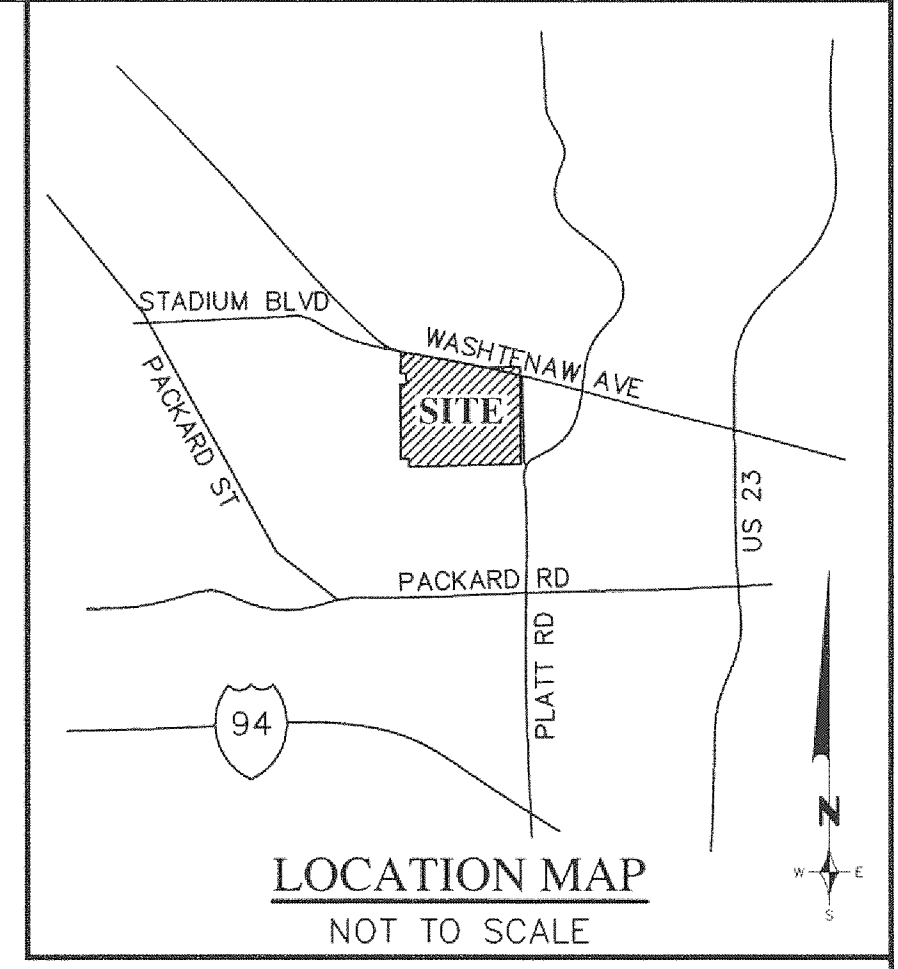 STADIUM BLVD
WASHTENAW AVE
PACKARD ST
SITE
US 23
PACKARD RD
PLATT RD
94
N
W E
S
LOCATION MAP
NOT TO SCALE